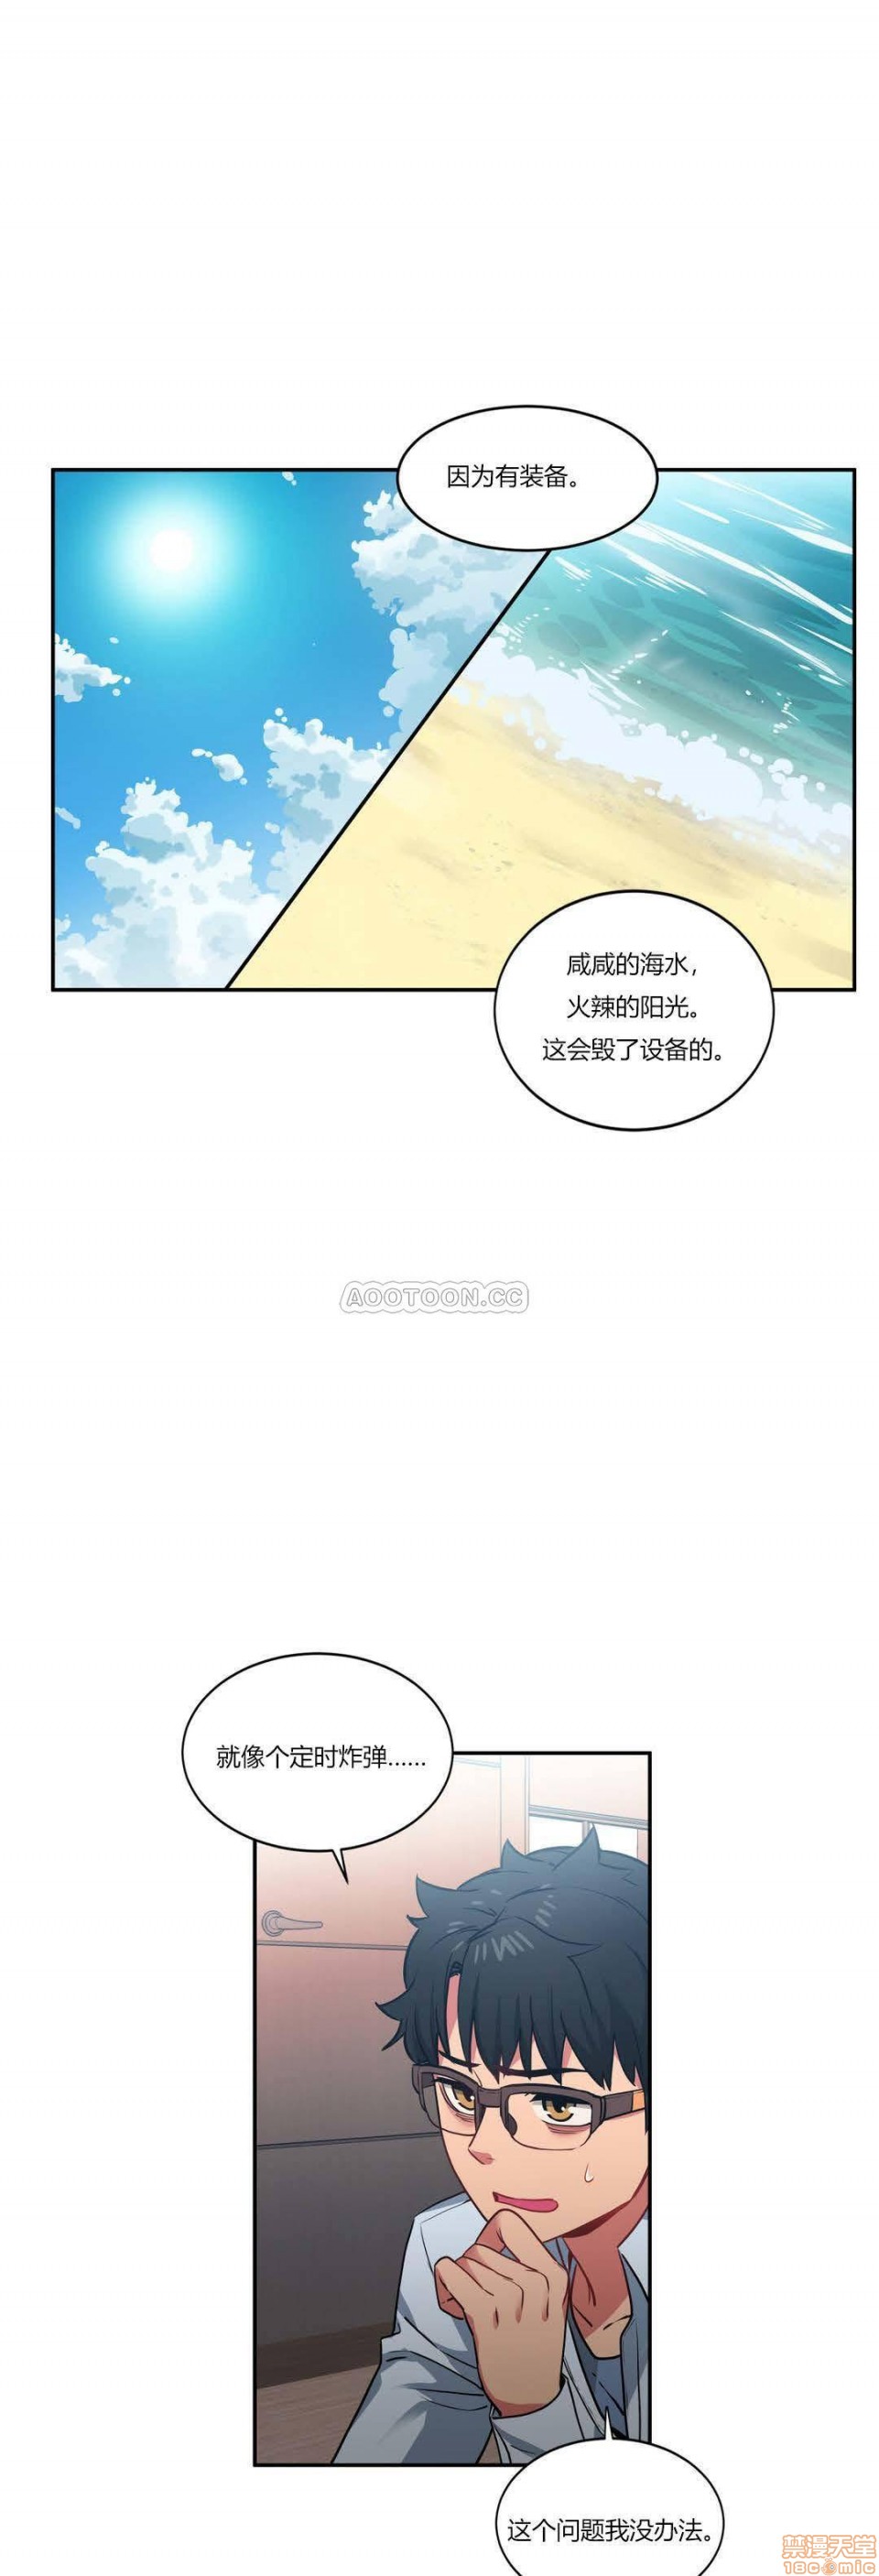 因为有装备。
咸咸的海水，
火辣的阳光。
这会毁了设备的。
AOOTOON.CC
就像个定时炸弹……
这个问题我没办法。
禁漫天堂
18comic